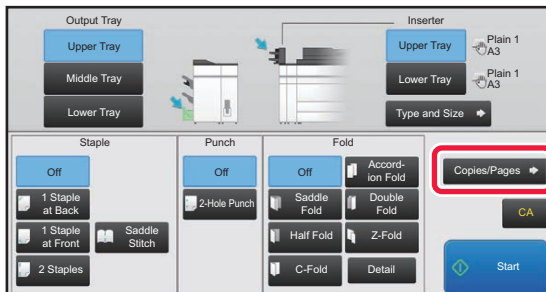 Output Tray
Upper Tray
Middle Tray
Lower Tray
Inserter
Upper Tray
Plain 1
A3
Lower Tray
Plain 1
A3
Type and Size
Staple
Off
1 Staple
at Back
1 Staple
at Front
Saddle
Stitch
2 Staples
Punch
Off
2-Hole Punch
Fold
Off
Accord-
ion Fold
Saddle
Fold
Double
Fold
Half Fold
Z-Fold
C-Fold
Detail
Copies/Pages
CA
Start